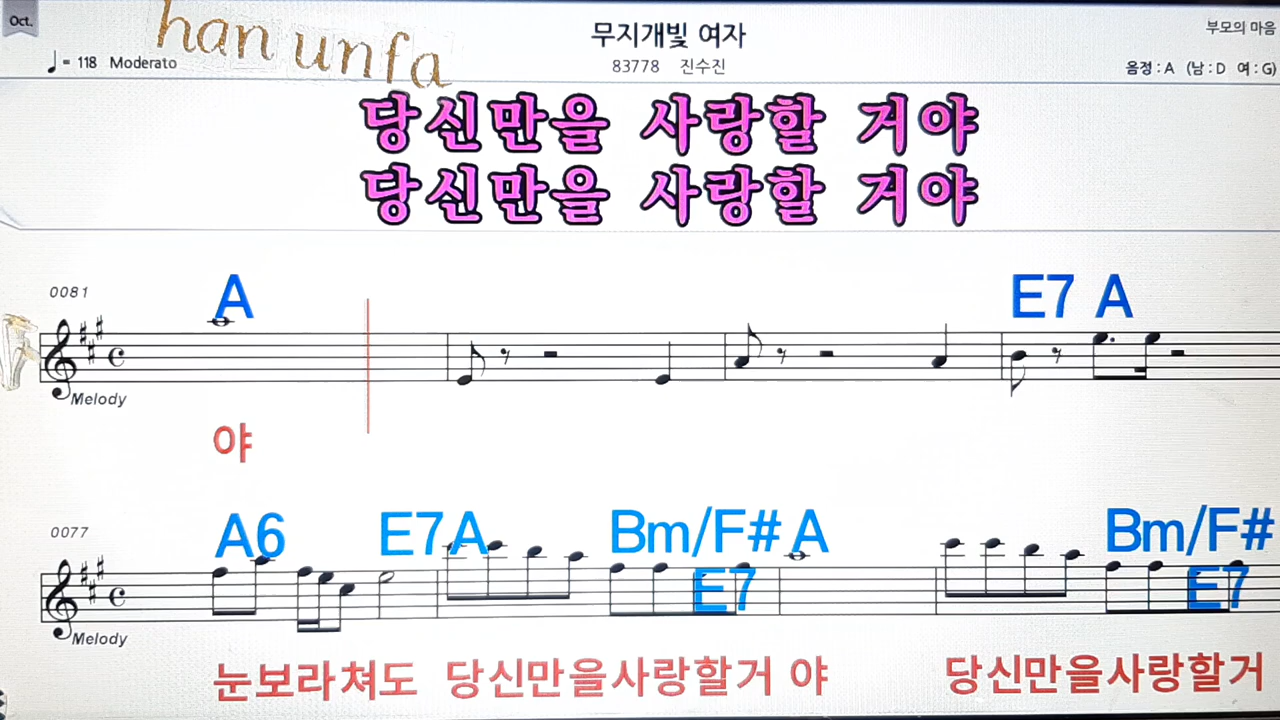 Oct.
han unfa
무지개빛 여자
부모의 마음
♩= 118 Moderato
83778 진수진
음정 : A (남 : D 여 : G)
당신만을 사랑할 거야
당신만을 사랑할 거야
0081
A E7 A
Melody
야
0077
A6 E7 A Bm/F# E7 A Bm/F# E7
Melody
눈보라쳐도 당신만을사랑할거 야 당신만을사랑할거